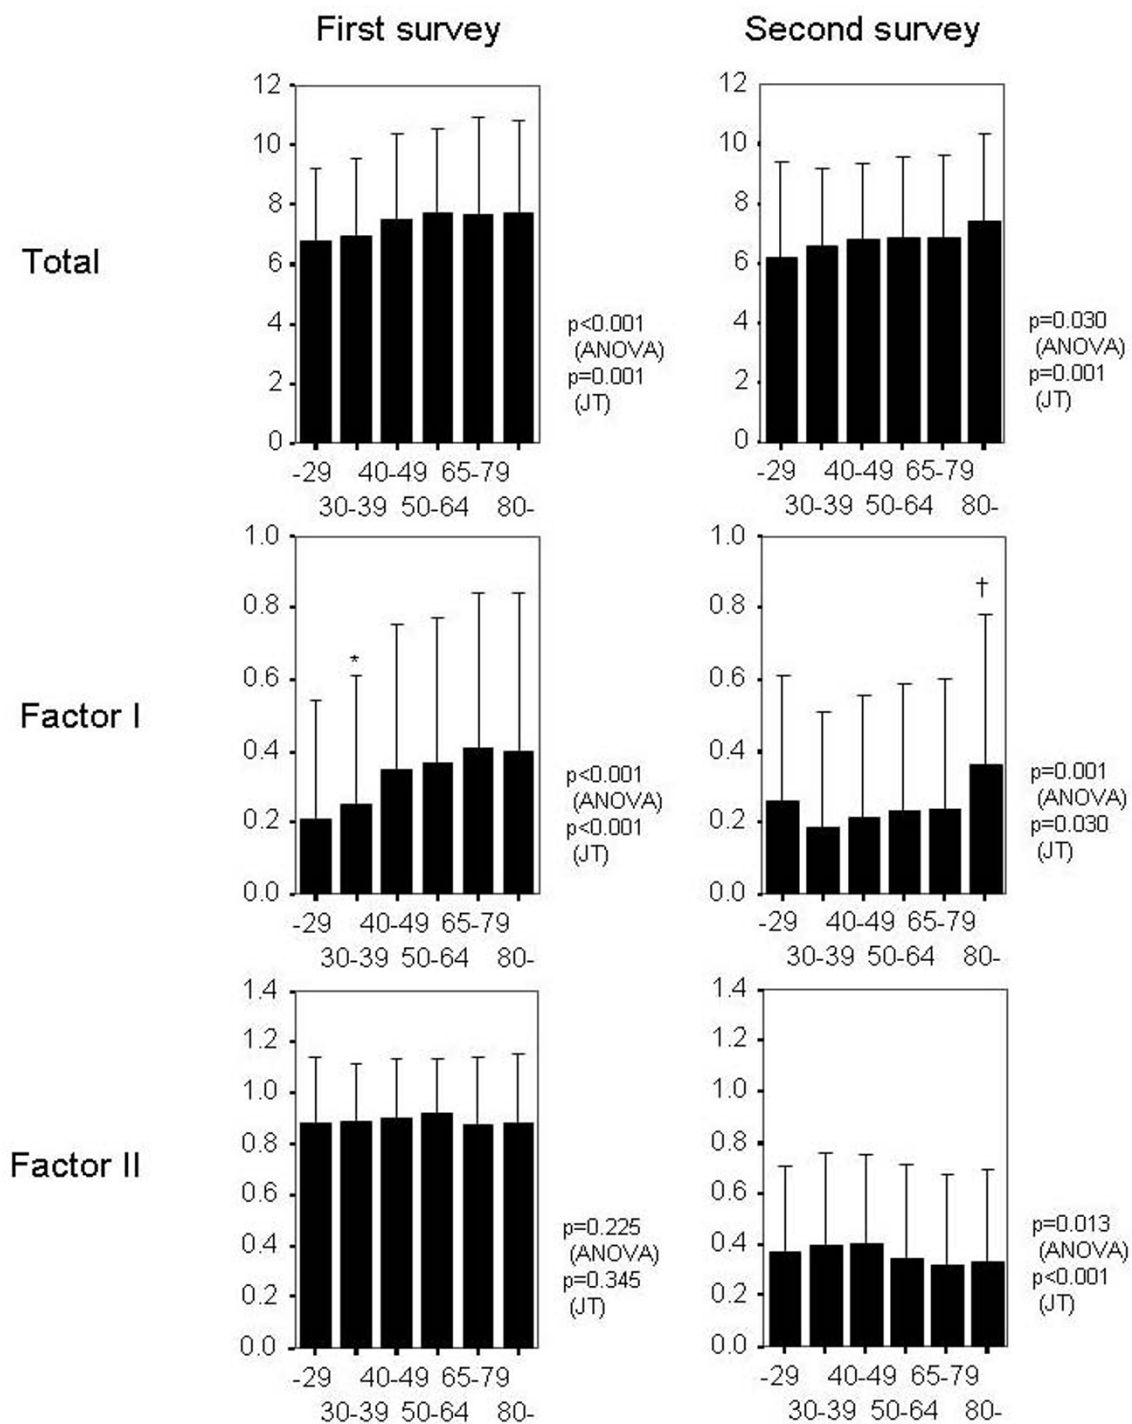 First survey
Second survey
Total
12
10
8
6
4
2
0
-29 40-49 65-79
30-39 50-64 80-
p<0.001
(ANOVA)
p=0.001
(JT)
12
10
8
6
4
2
0
-29 40-49 65-79
30-39 50-64 80-
p=0.030
(ANOVA)
p=0.001
(JT)
Factor I
1.0
0.8
0.6
0.4
0.2
0.0
*
-29 40-49 65-79
30-39 50-64 80-
p<0.001
(ANOVA)
p<0.001
(JT)
1.0
0.8
0.6
0.4
0.2
0.0
†
-29 40-49 65-79
30-39 50-64 80-
p=0.001
(ANOVA)
p=0.030
(JT)
Factor II
1.4
1.2
1.0
0.8
0.6
0.4
0.2
0.0
-29 40-49 65-79
30-39 50-64 80-
p=0.225
(ANOVA)
p=0.345
(JT)
1.4
1.2
1.0
0.8
0.6
0.4
0.2
0.0
-29 40-49 65-79
30-39 50-64 80-
p=0.013
(ANOVA)
p<0.001
(JT)